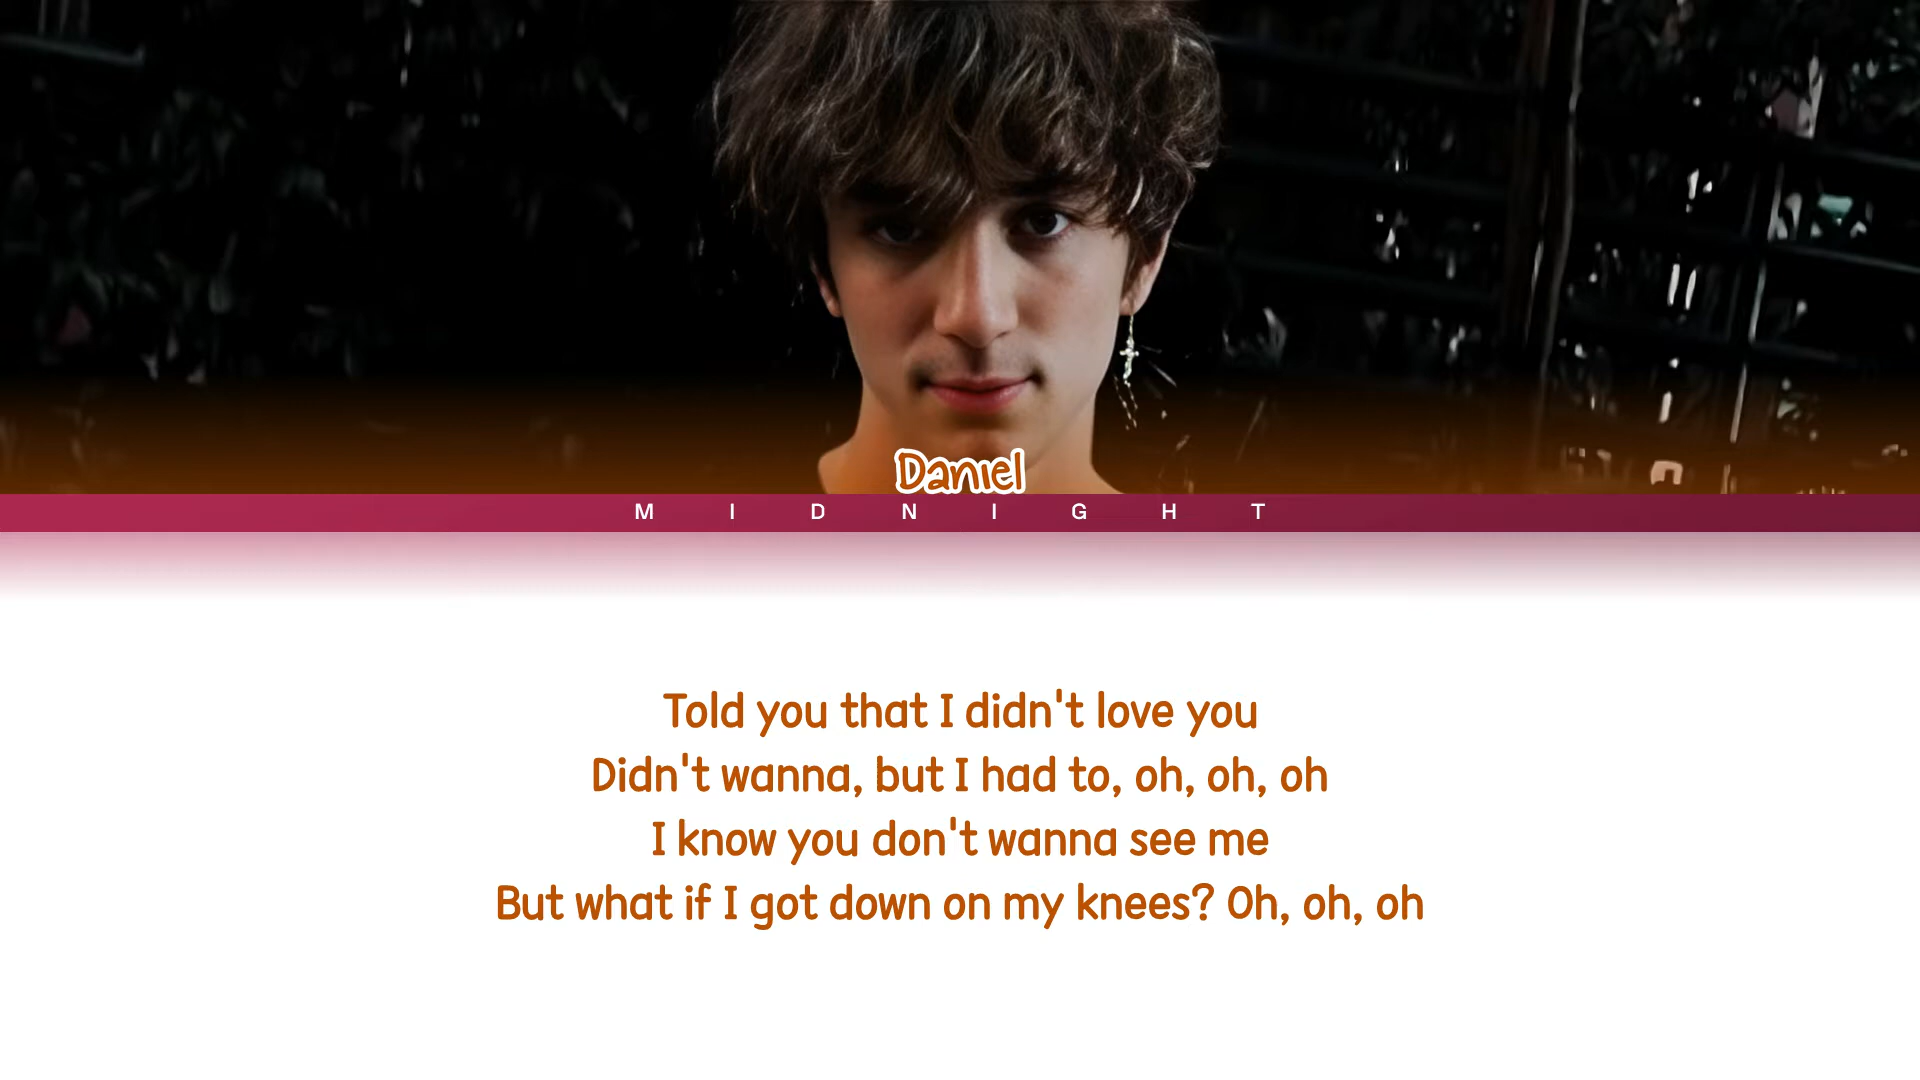 Daniel
MIDNIGHT
Told you that I didn't love you
Didn't wanna, but I had to, oh, oh, oh
I know you don't wanna see me
But what if I got down on my knees? Oh, oh, oh